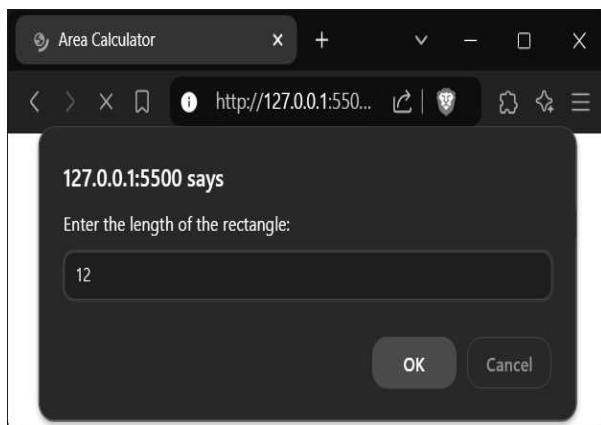 Area Calculator
http://127.0.0.1:550...
127.0.0.1:5500 says
Enter the length of the rectangle:
12
OK Cancel